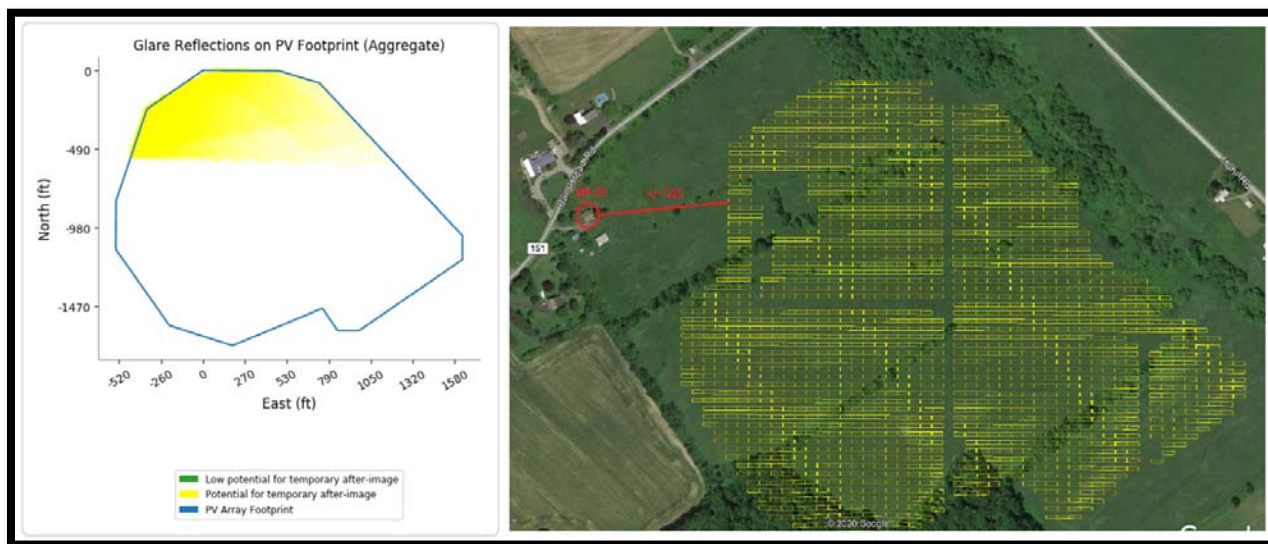 Glare Reflections on PV Footprint (Aggregate)
0
-490
-980
-1470
North (ft)
-520 -260 0 270 530 790 1050 1320 1580
East (ft)
Low potential for temporary after-image
Potential for temporary after-image
PV Array Footprint
151
© 2020 Google